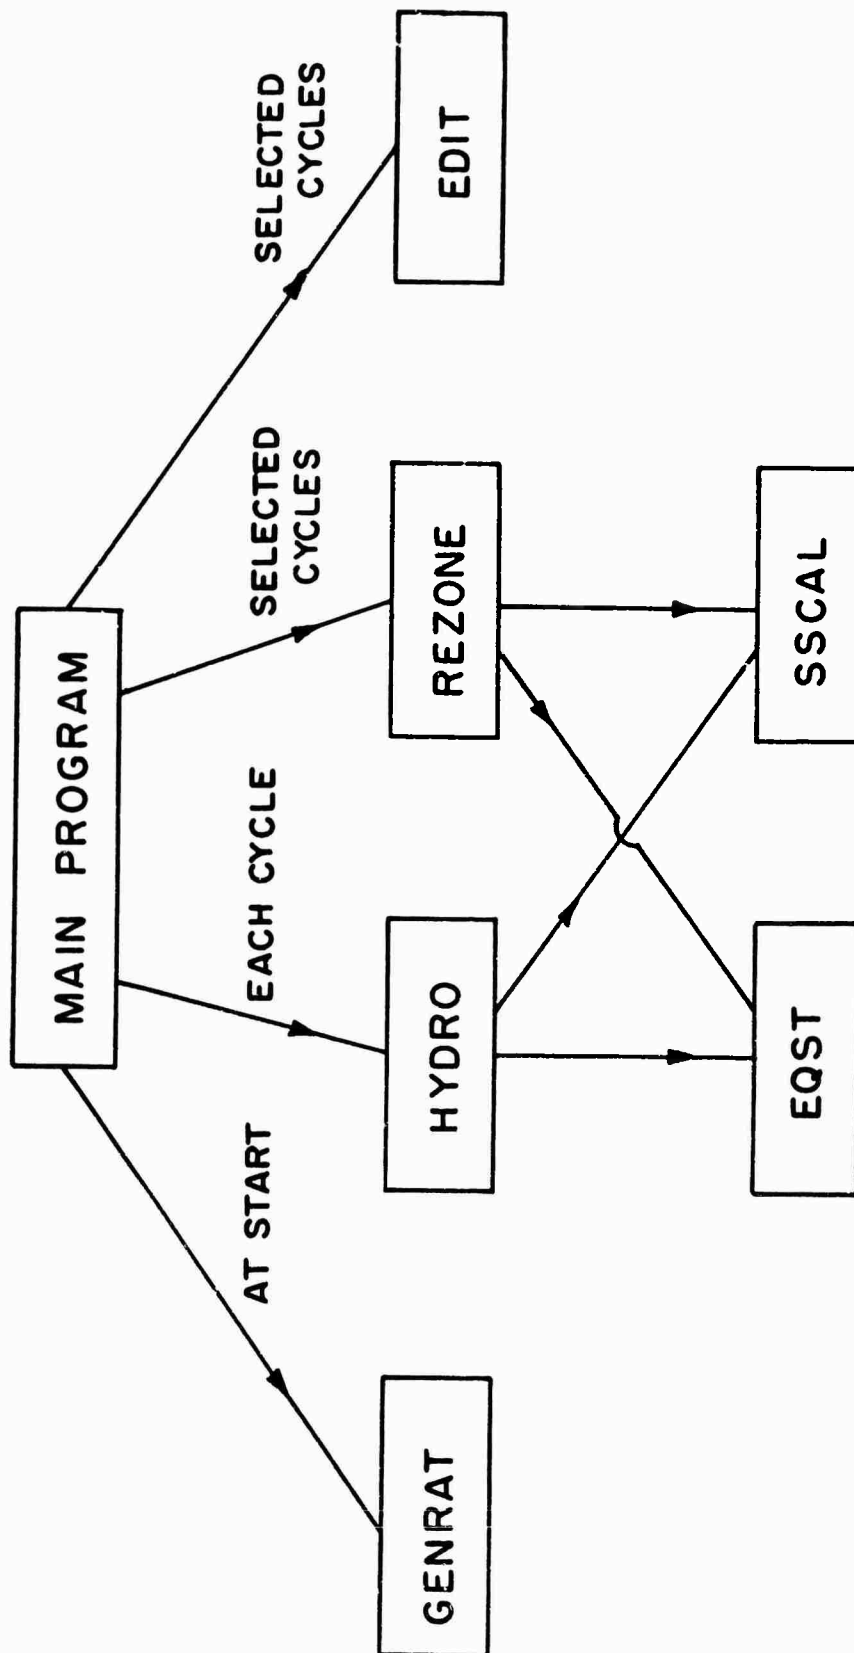 MAIN PROGRAM
AT START
EACH CYCLE
SELECTED
CYCLES
SELECTED
CYCLES
GENRAT
HYDRO
REZONE
EDIT
EQST
SSCAL